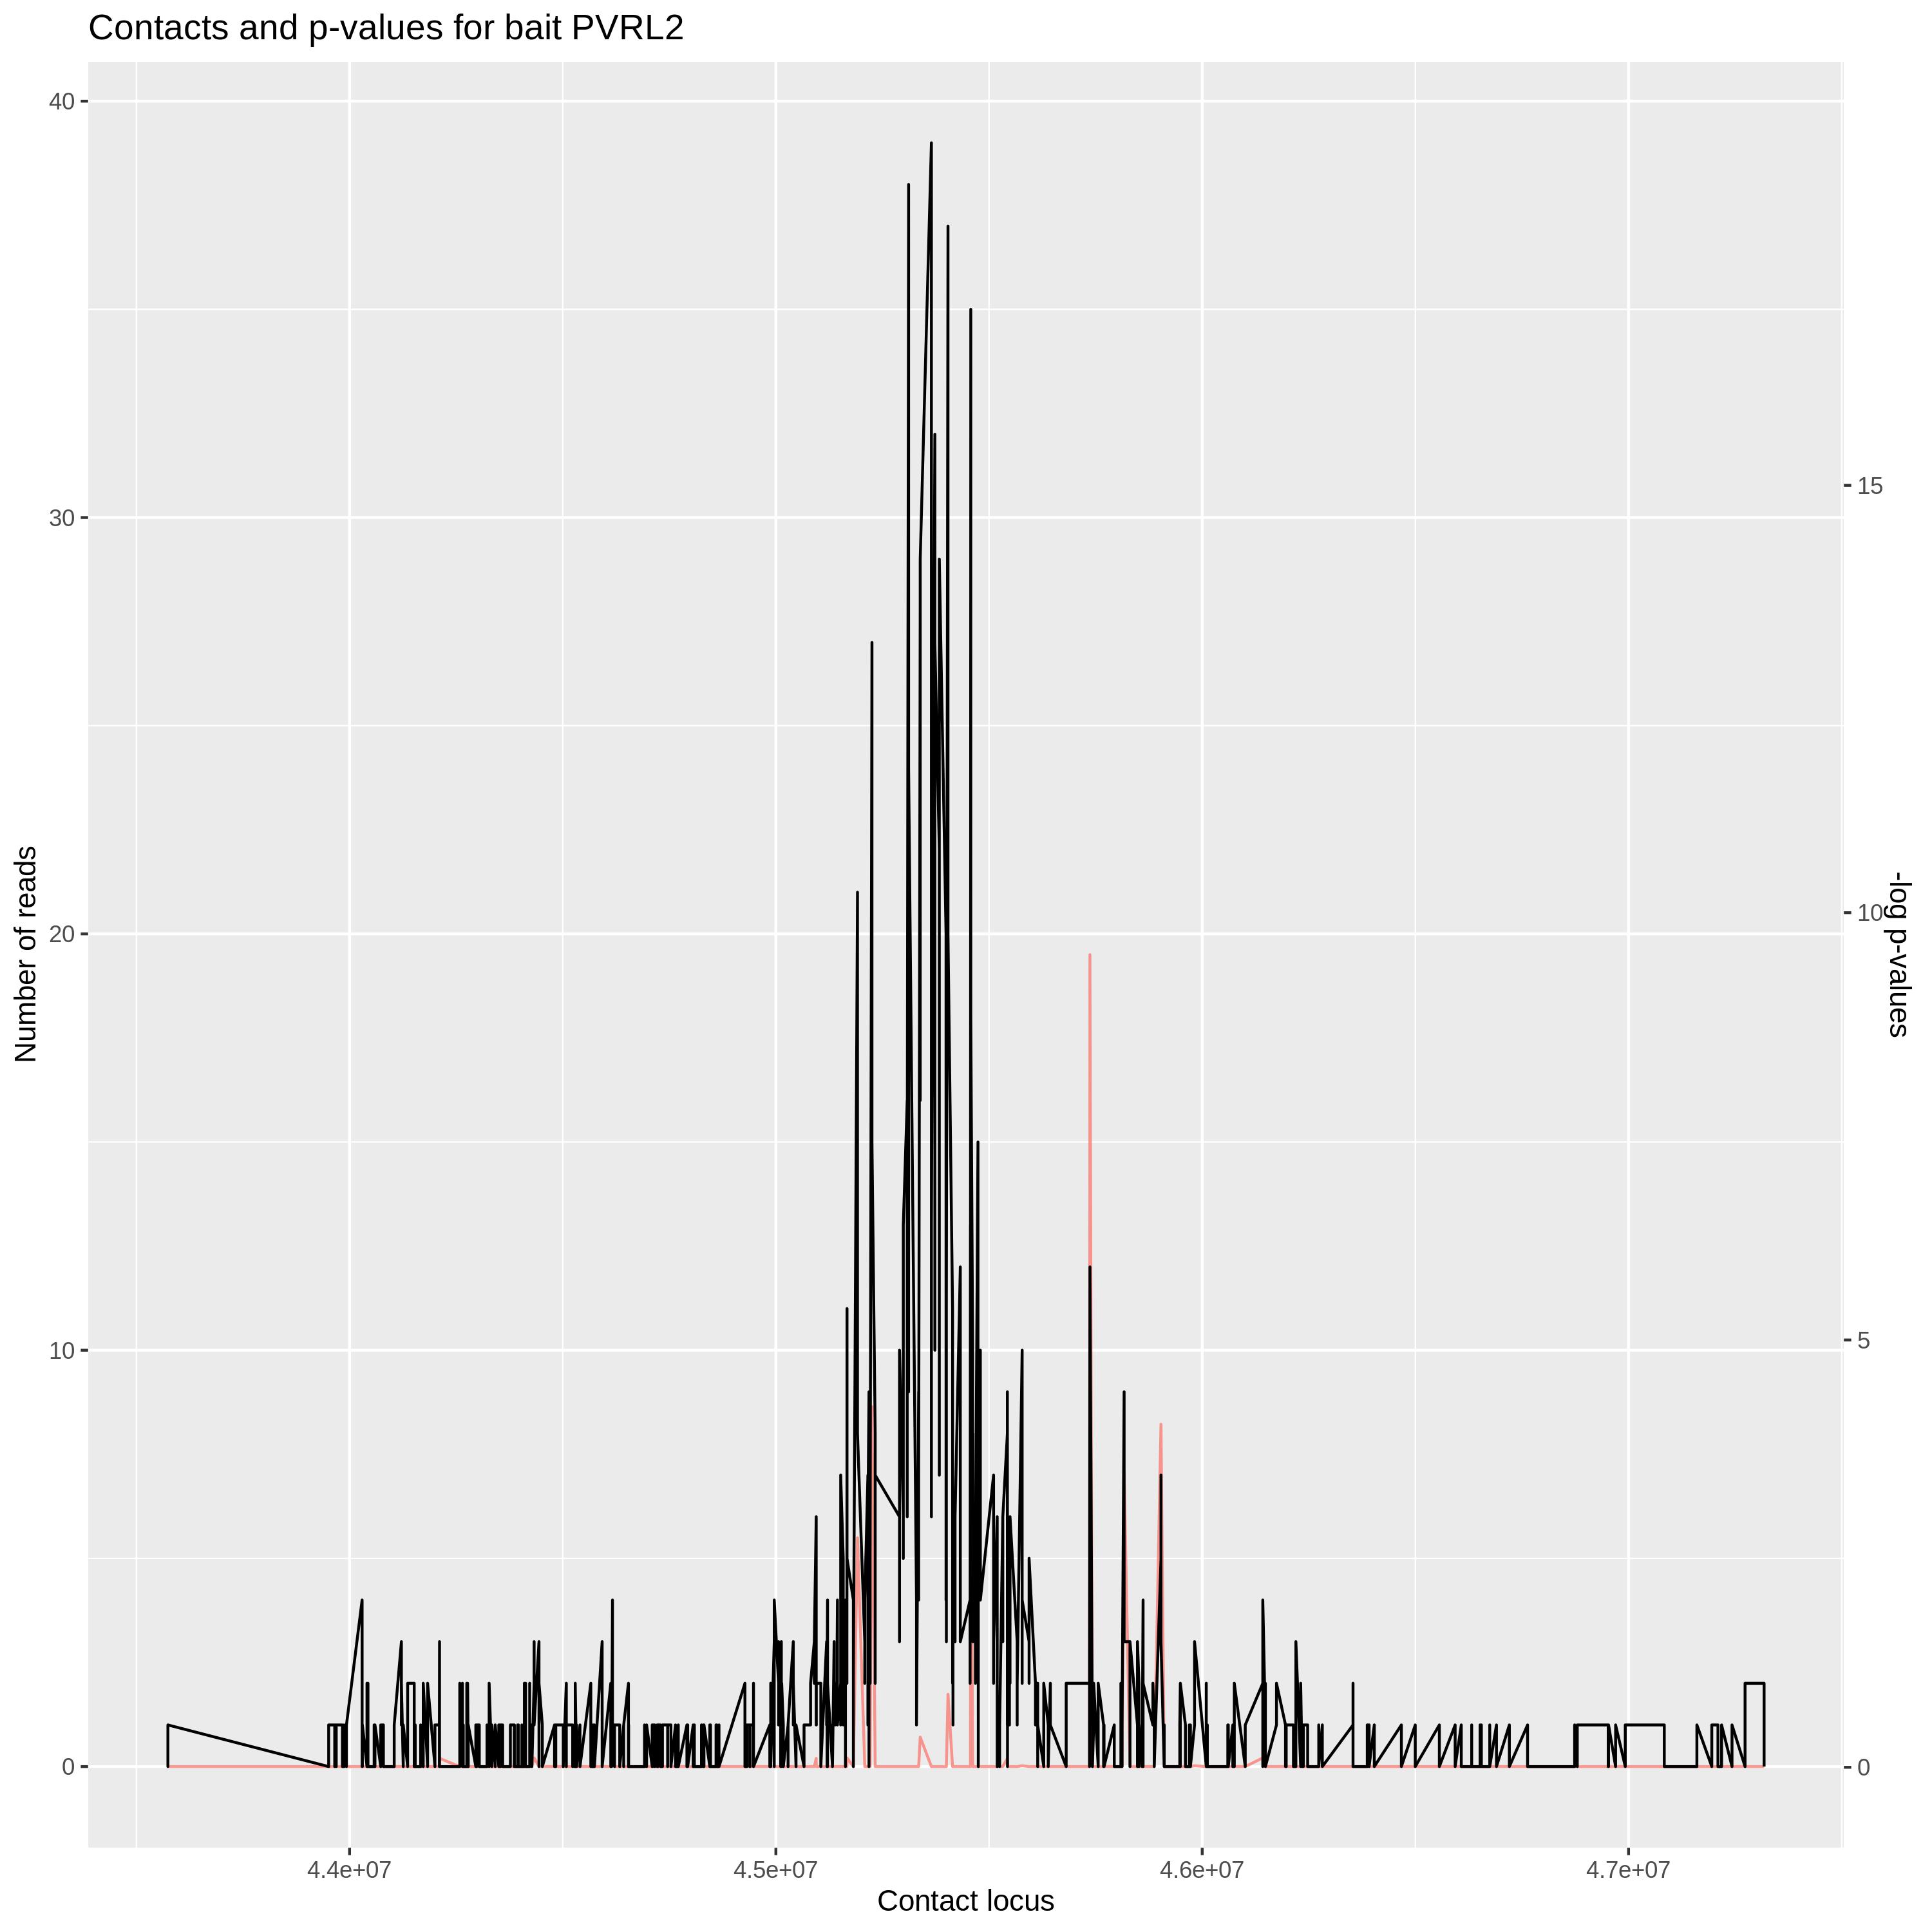 Contacts and p-values for bait PVRL2
40
30
20
10
0
Number of reads
15
10
5
0
-log p-values
4.4e+07
4.5e+07
4.6e+07
4.7e+07
Contact locus